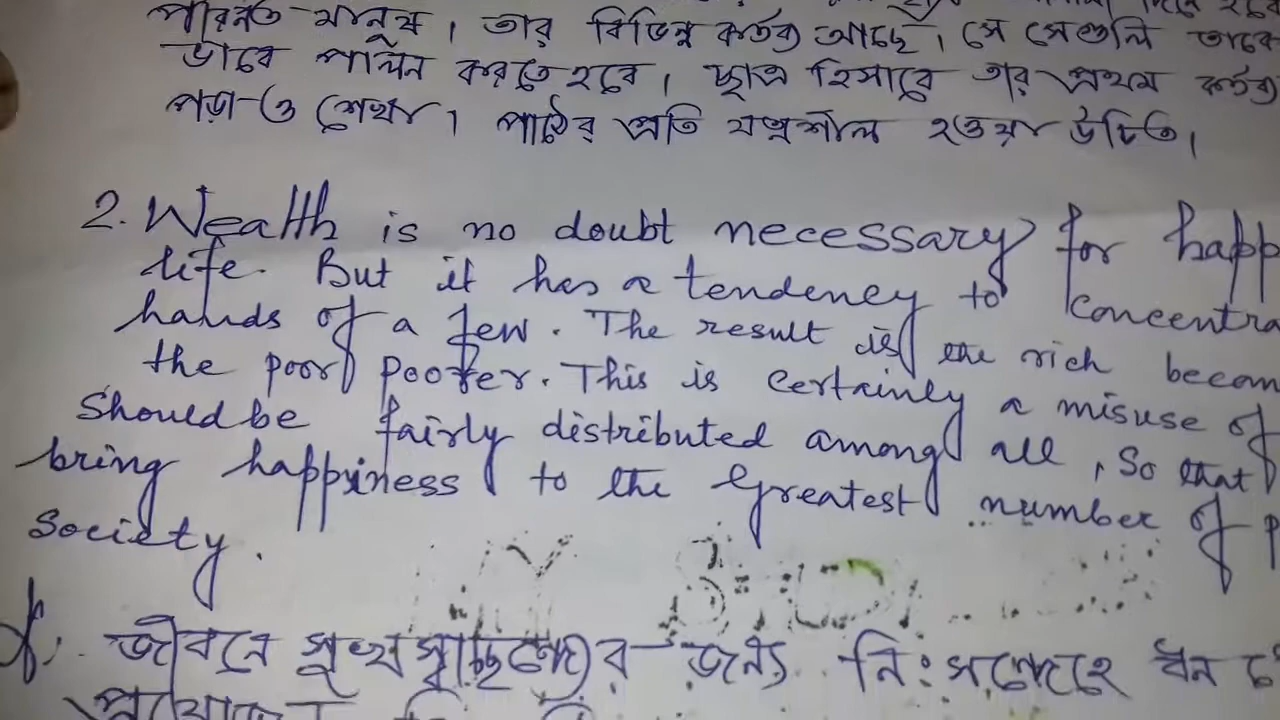 পরিনত মানুষ। তার বিভিন্ন কর্তব্য আছে। সে সেগুলি ভাবে
ভাবে পালন করতে হবে। ছাত্র হিসাবে তার প্রথম কর্তব্য
পড়া ও শেখা। পাঠের প্রতি যত্নশীল হওয়া উচিত।
2. Wealth is no doubt necessary for happ
life. But it has a tendency to concentra
hands of a few. The result is the rich becom
the poor poorer. This is certainly a misuse of
Should be fairly distributed among all, So that
bring happiness to the greatest number of p
Society.
জীবনে সুখস্বাচ্ছন্দের জন্য নিঃসন্দেহে ধন